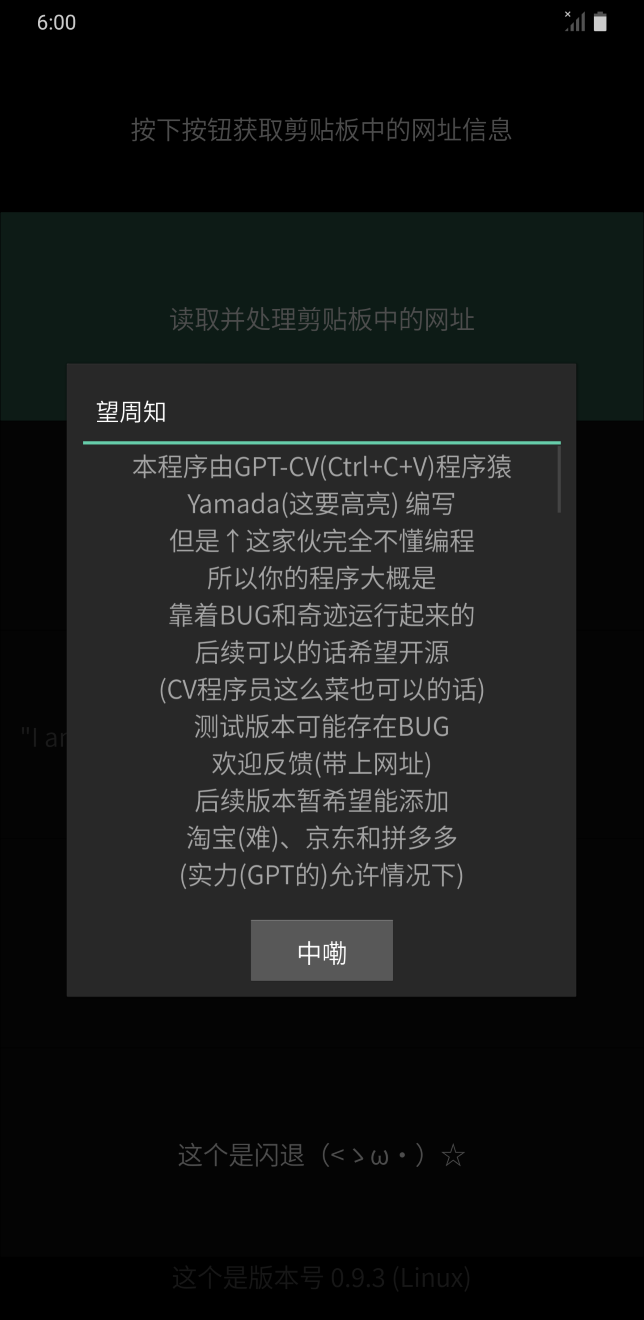 6:00
按下按钮获取剪贴板中的网址信息
读取并处理剪贴板中的网址
望周知
本程序由GPT-CV(Ctrl+C+V)程序猿
Yamada(这要高亮) 编写
但是↑这家伙完全不懂编程
所以你的程序大概是
靠着BUG和奇迹运行起来的
后续可以的话希望开源
(CV程序员这么菜也可以的话)
测试版本可能存在BUG
欢迎反馈(带上网址)
后续版本暂希望能添加
淘宝(难)、京东和拼多多
(实力(GPT的)允许情况下)
"I am
中嘞
这个是闪退（<ゝω・）☆
这个是版本号 0.9.3 (Linux)